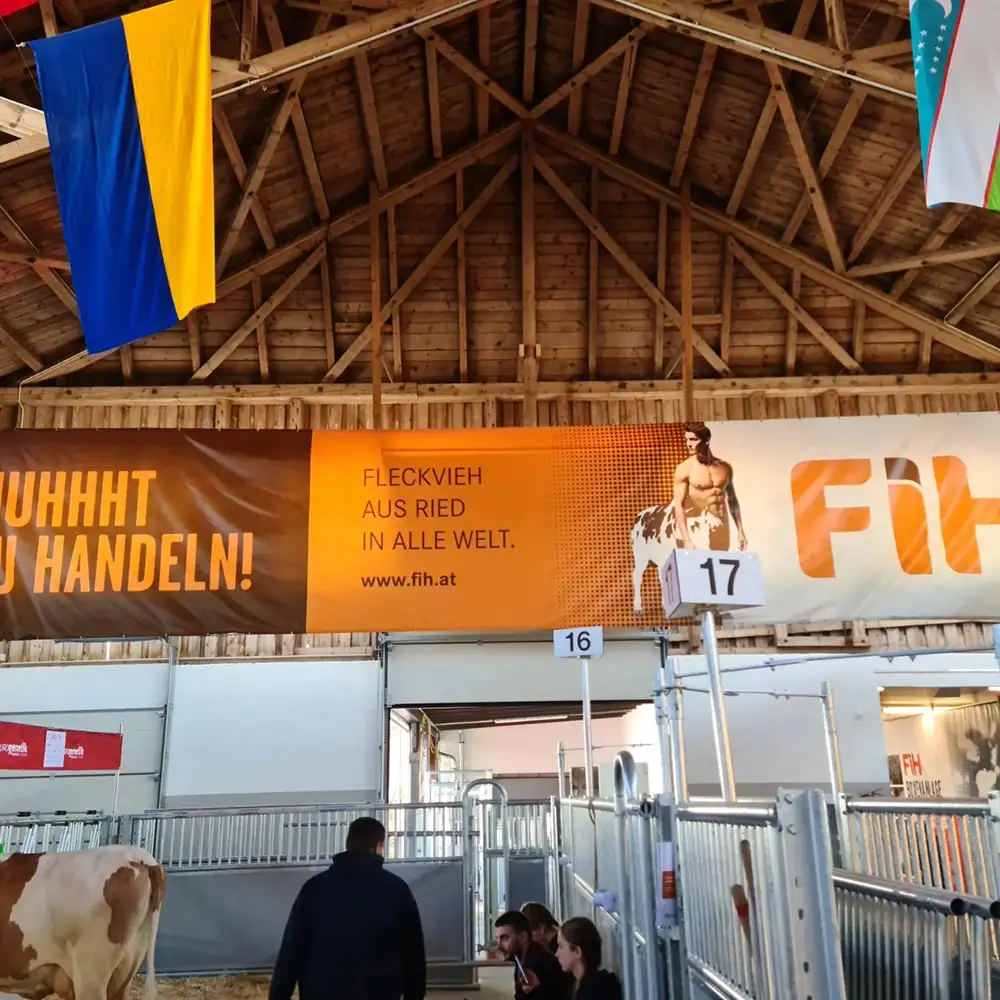 UHHHT
U HANDELN!
FLECKVIEH
AUS RIED
IN ALLE WELT.
www.fih.at
FiH
17
16
FiH